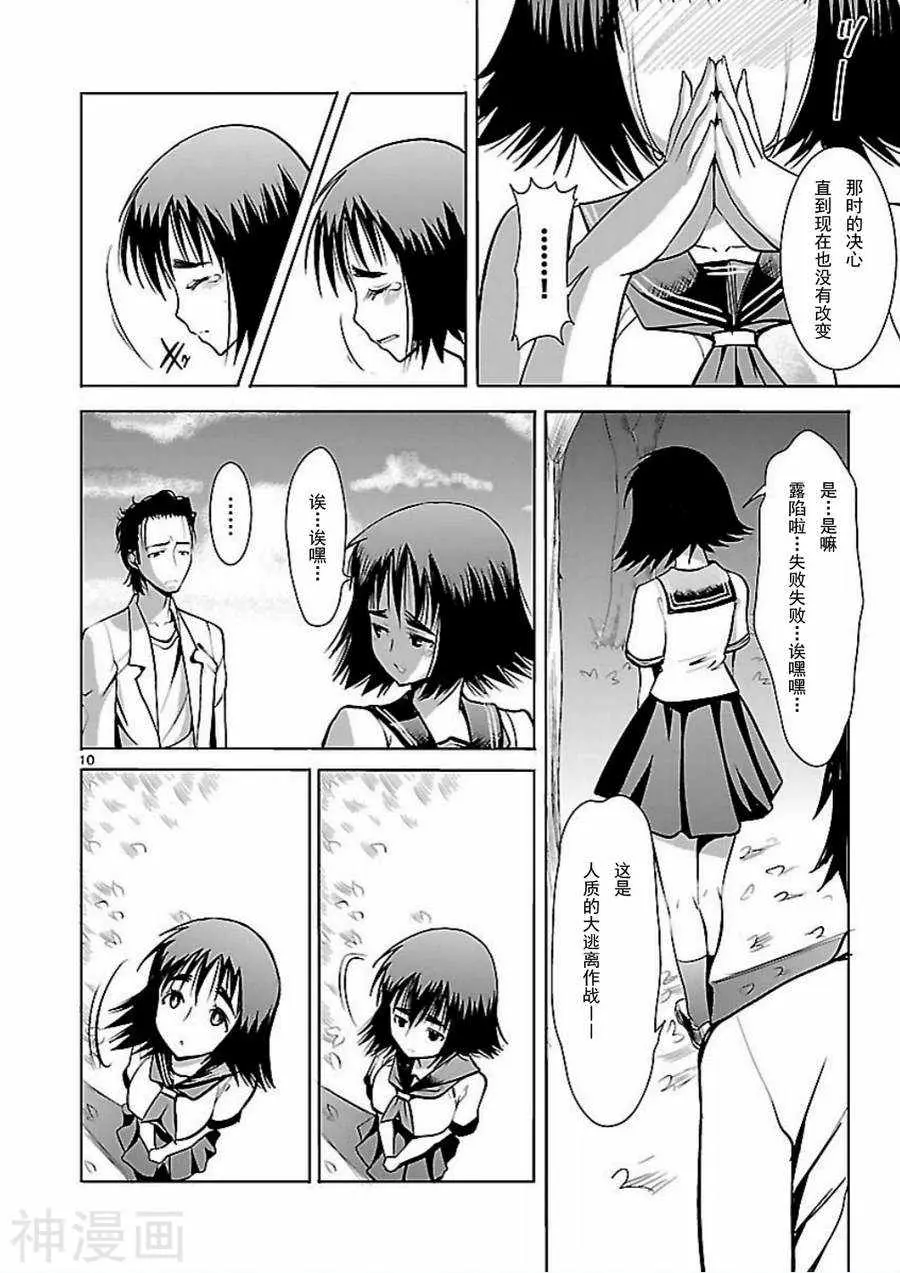 ツ
那时的决心
直到现在也没有改变
……！
是…是嘛
露陷啦…失败失败…诶嘿嘿…
这是
人质的大逃离作战——
诶…诶嘿…
……
10
神漫画